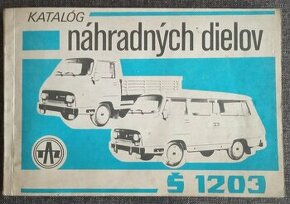 KATALÓG
náhradných dielov
Š 1203